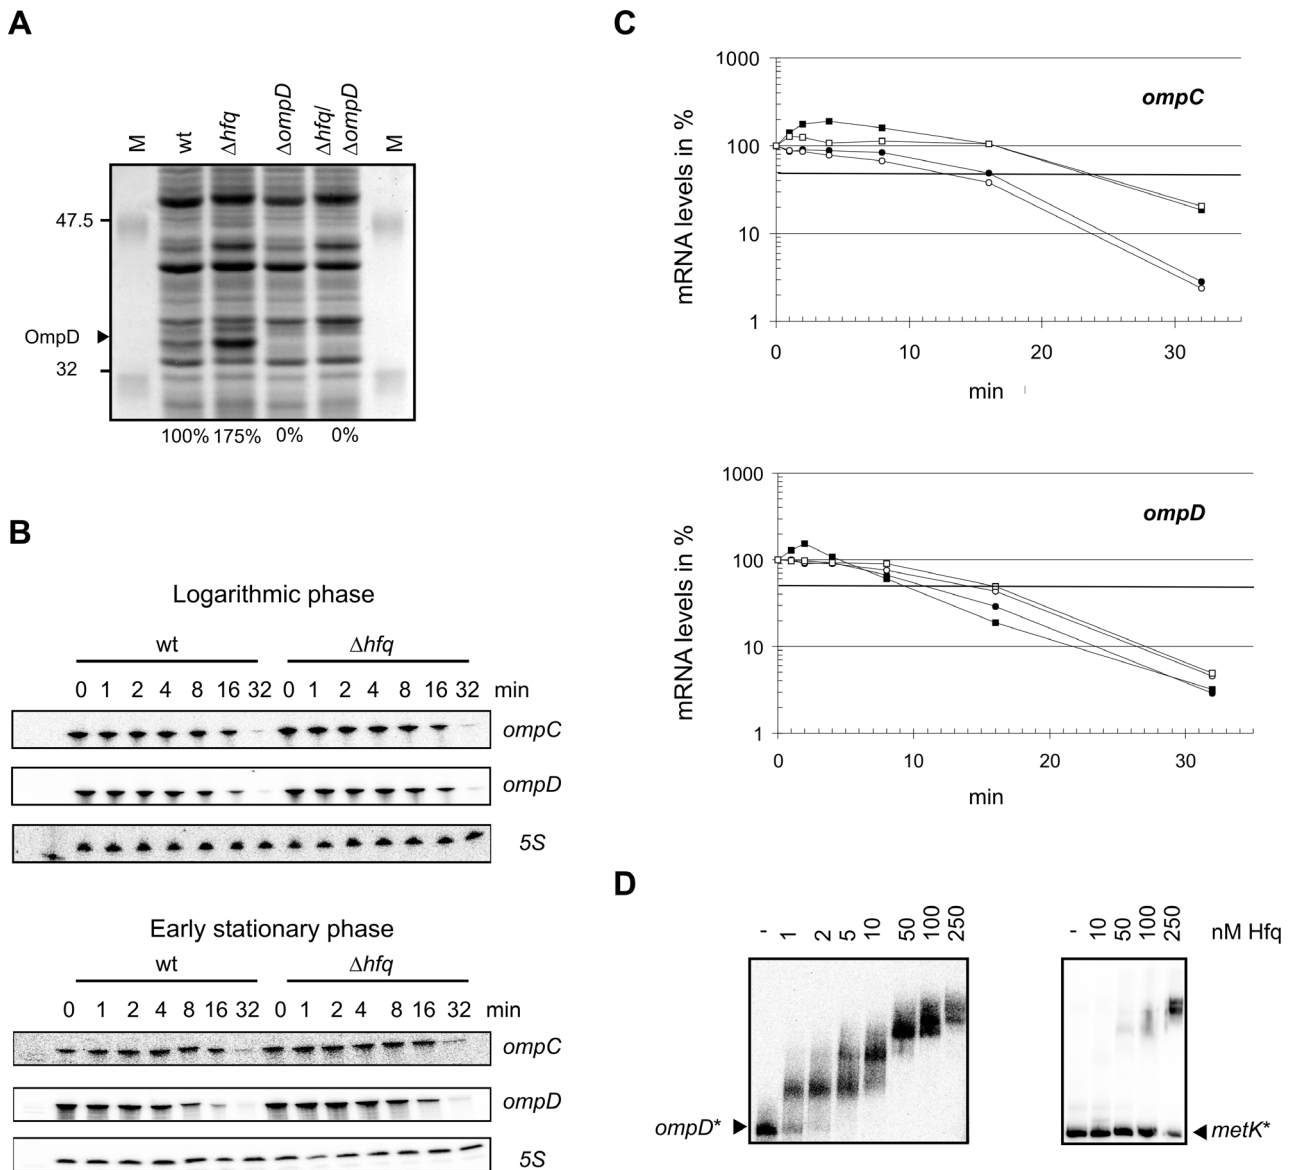 A
M wt Δhfq ΔompD Δhfq/ΔompD M
47.5
OmpD
32
100% 175% 0% 0%
B
Logarithmic phase
wt Δhfq
0 1 2 4 8 16 32 0 1 2 4 8 16 32 min
ompC
ompD
5S
Early stationary phase
wt Δhfq
0 1 2 4 8 16 32 0 1 2 4 8 16 32 min
ompC
ompD
5S
C
ompC
mRNA levels in %
1000
100
10
1
0 10 20 30
min
ompD
mRNA levels in %
1000
100
10
1
0 10 20 30
min
D
- 1 2 5 10 50 100 250
- 10 50 100 250 nM Hfq
ompD*
metK*